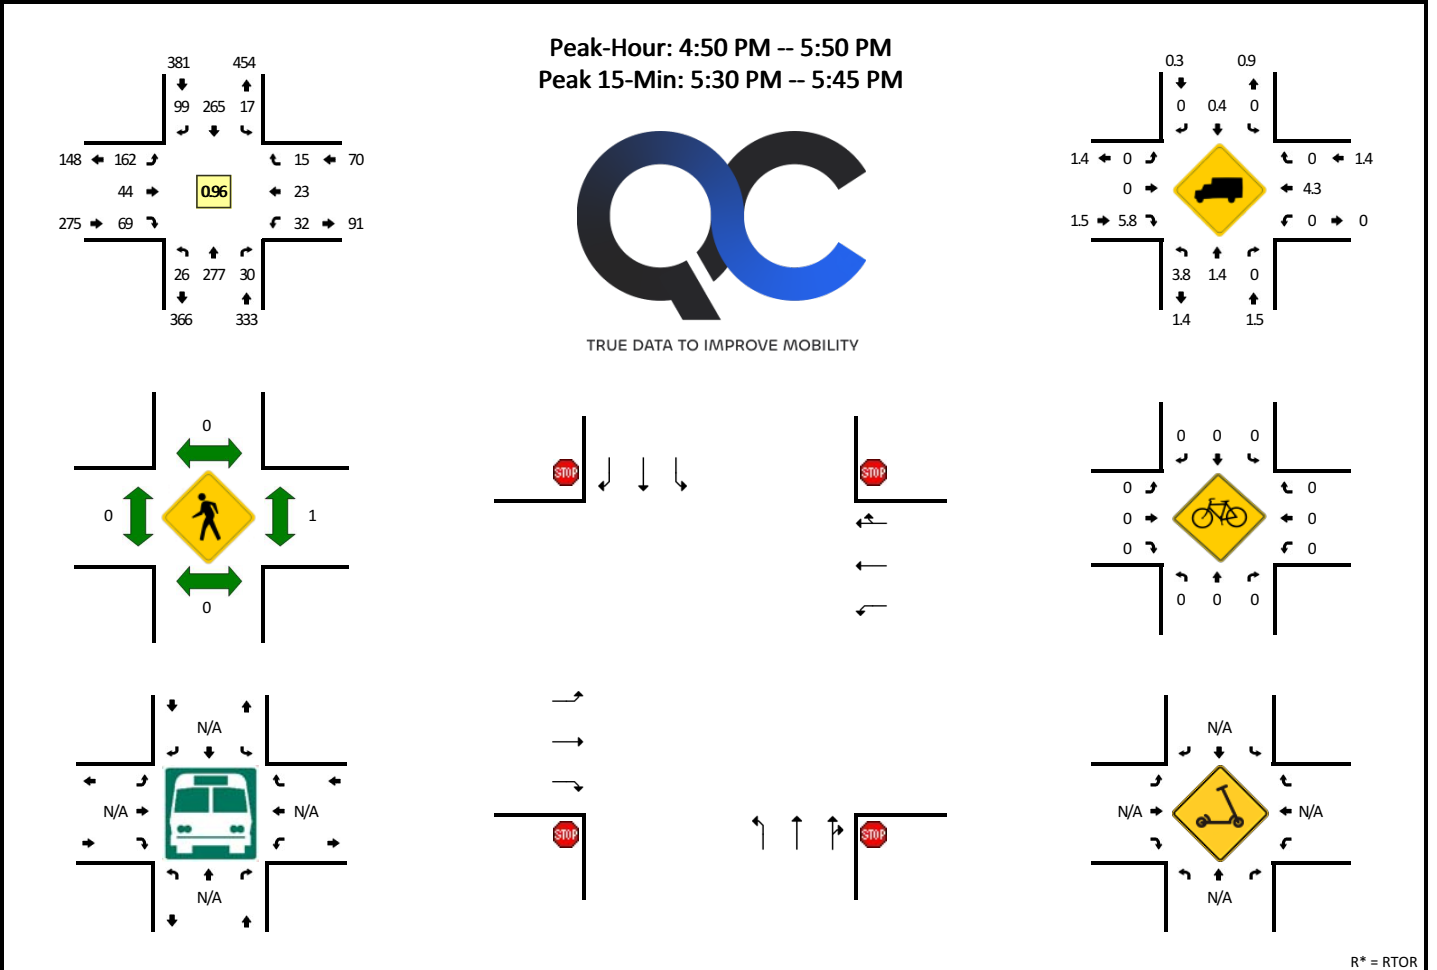 Peak-Hour: 4:50 PM -- 5:50 PM
Peak 15-Min: 5:30 PM -- 5:45 PM
381 454
99 265 17
148 162 15 70
44 0.96 23
275 69 32 91
26 277 30
366 333
QC
TRUE DATA TO IMPROVE MOBILITY
0.3 0.9
0 0.4 0
1.4 0 0 1.4
0 4.3
1.5 5.8 0 0
3.8 1.4 0
1.4 1.5
0
0 1
0
STOP STOP
STOP STOP
0 0 0
0 0
0 0
0 0
0 0 0
N/A
N/A N/A
N/A
N/A
N/A N/A
N/A
R* = RTOR